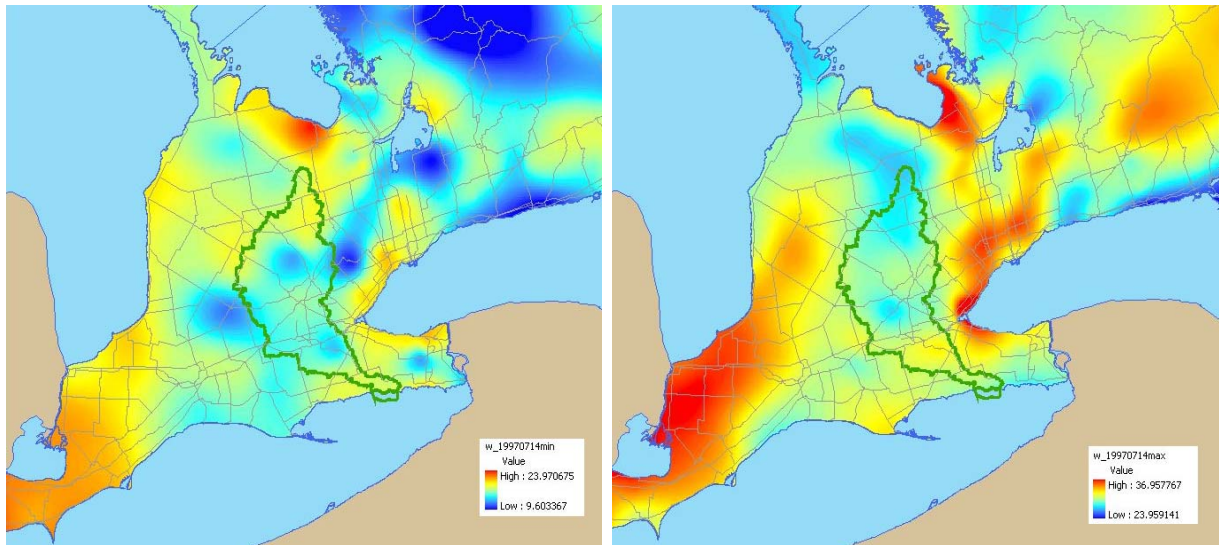 w_19970714min
Value
High : 23.970675
Low : 9.603367
w_19970714max
Value
High : 36.957767
Low : 23.959141